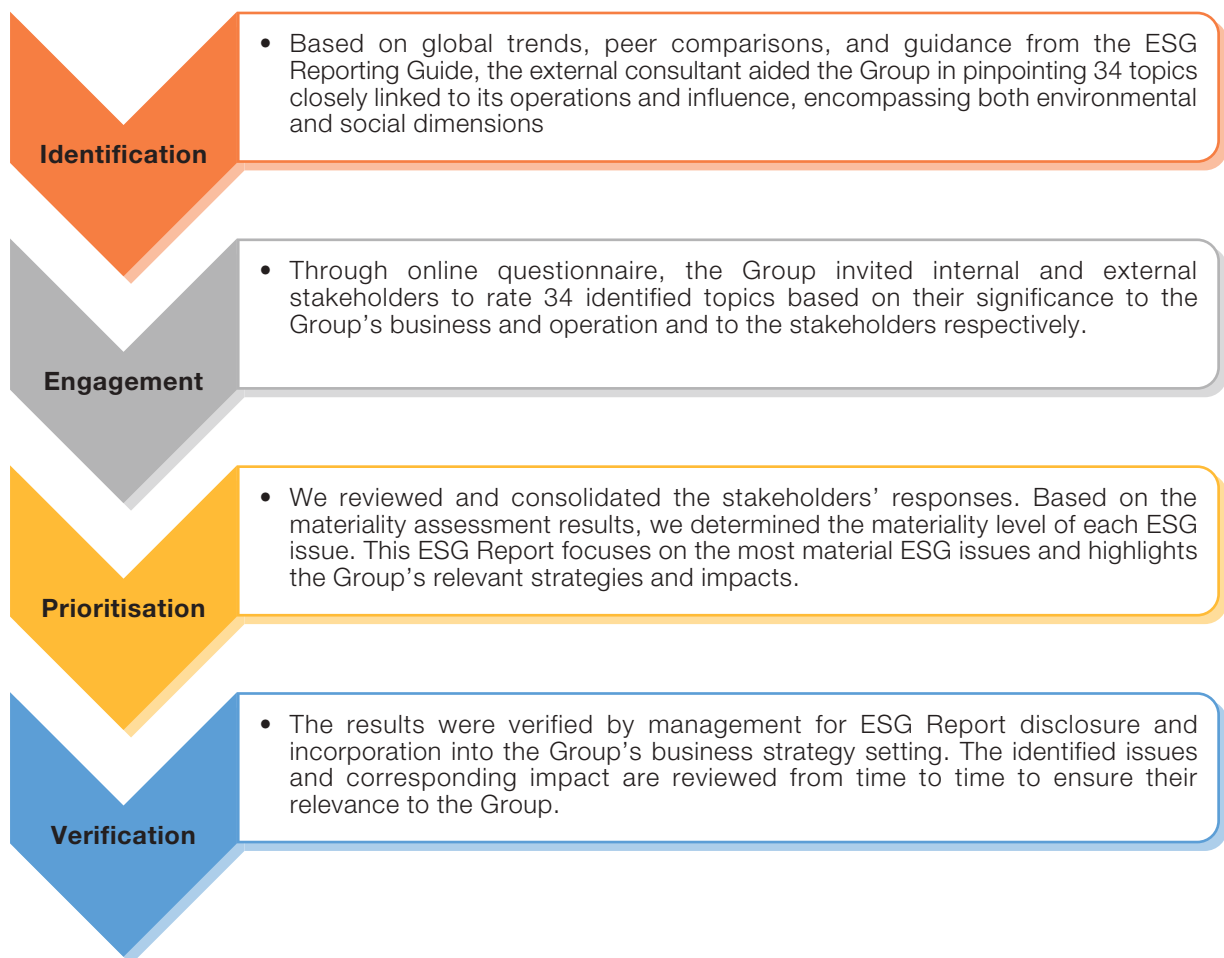 • Based on global trends, peer comparisons, and guidance from the ESG
Reporting Guide, the external consultant aided the Group in pinpointing 34 topics
closely linked to its operations and influence, encompassing both environmental
and social dimensions
Identification
• Through online questionnaire, the Group invited internal and external
stakeholders to rate 34 identified topics based on their significance to the
Group’s business and operation and to the stakeholders respectively.
Engagement
• We reviewed and consolidated the stakeholders’ responses. Based on the
materiality assessment results, we determined the materiality level of each ESG
issue. This ESG Report focuses on the most material ESG issues and highlights
the Group’s relevant strategies and impacts.
Prioritisation
• The results were verified by management for ESG Report disclosure and
incorporation into the Group’s business strategy setting. The identified issues
and corresponding impact are reviewed from time to time to ensure their
relevance to the Group.
Verification